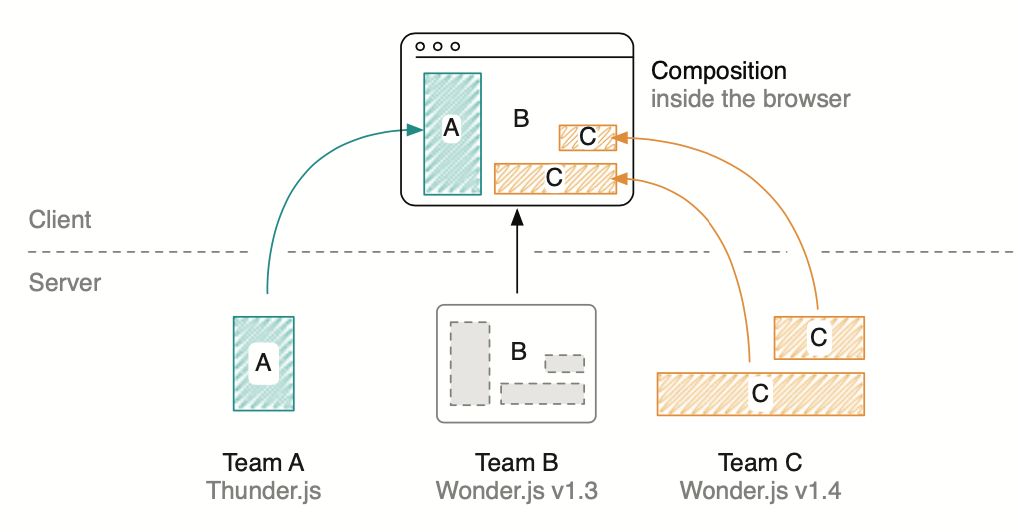 Composition
inside the browser
A
B
C
C
Client
Server
A
B
C
C
Team A
Thunder.js
Team B
Wonder.js v1.3
Team C
Wonder.js v1.4